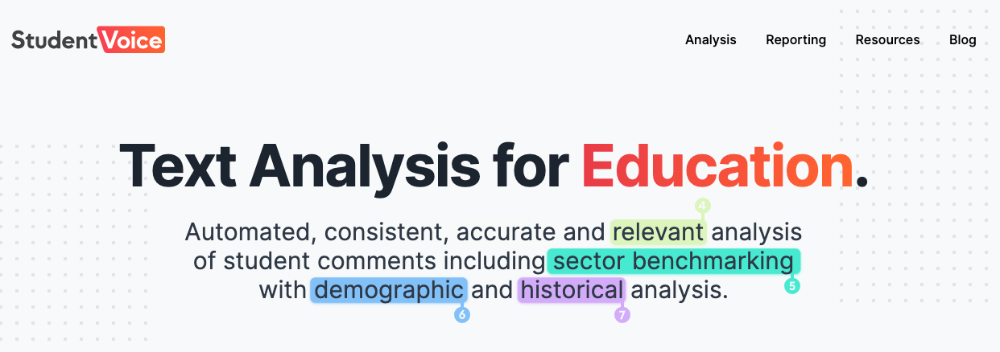 StudentVoice
Analysis Reporting Resources Blog
Text Analysis for Education.
4
Automated, consistent, accurate and relevant analysis
of student comments including sector benchmarking
5
with demographic and historical analysis.
6 7